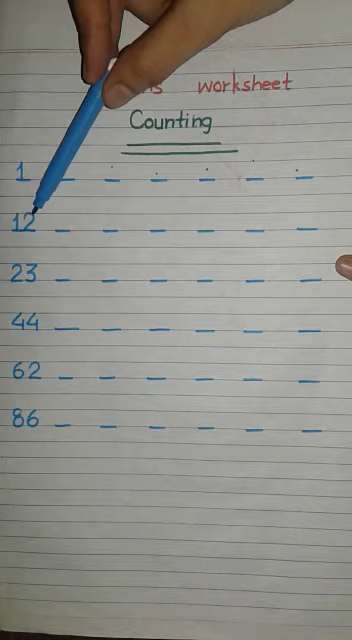 worksheet
Counting
1 _ _ _ _ _ _
12 _ _ _ _ _ _
23 _ _ _ _ _ _
44 _ _ _ _ _ _
62 _ _ _ _ _ _
86 _ _ _ _ _ _